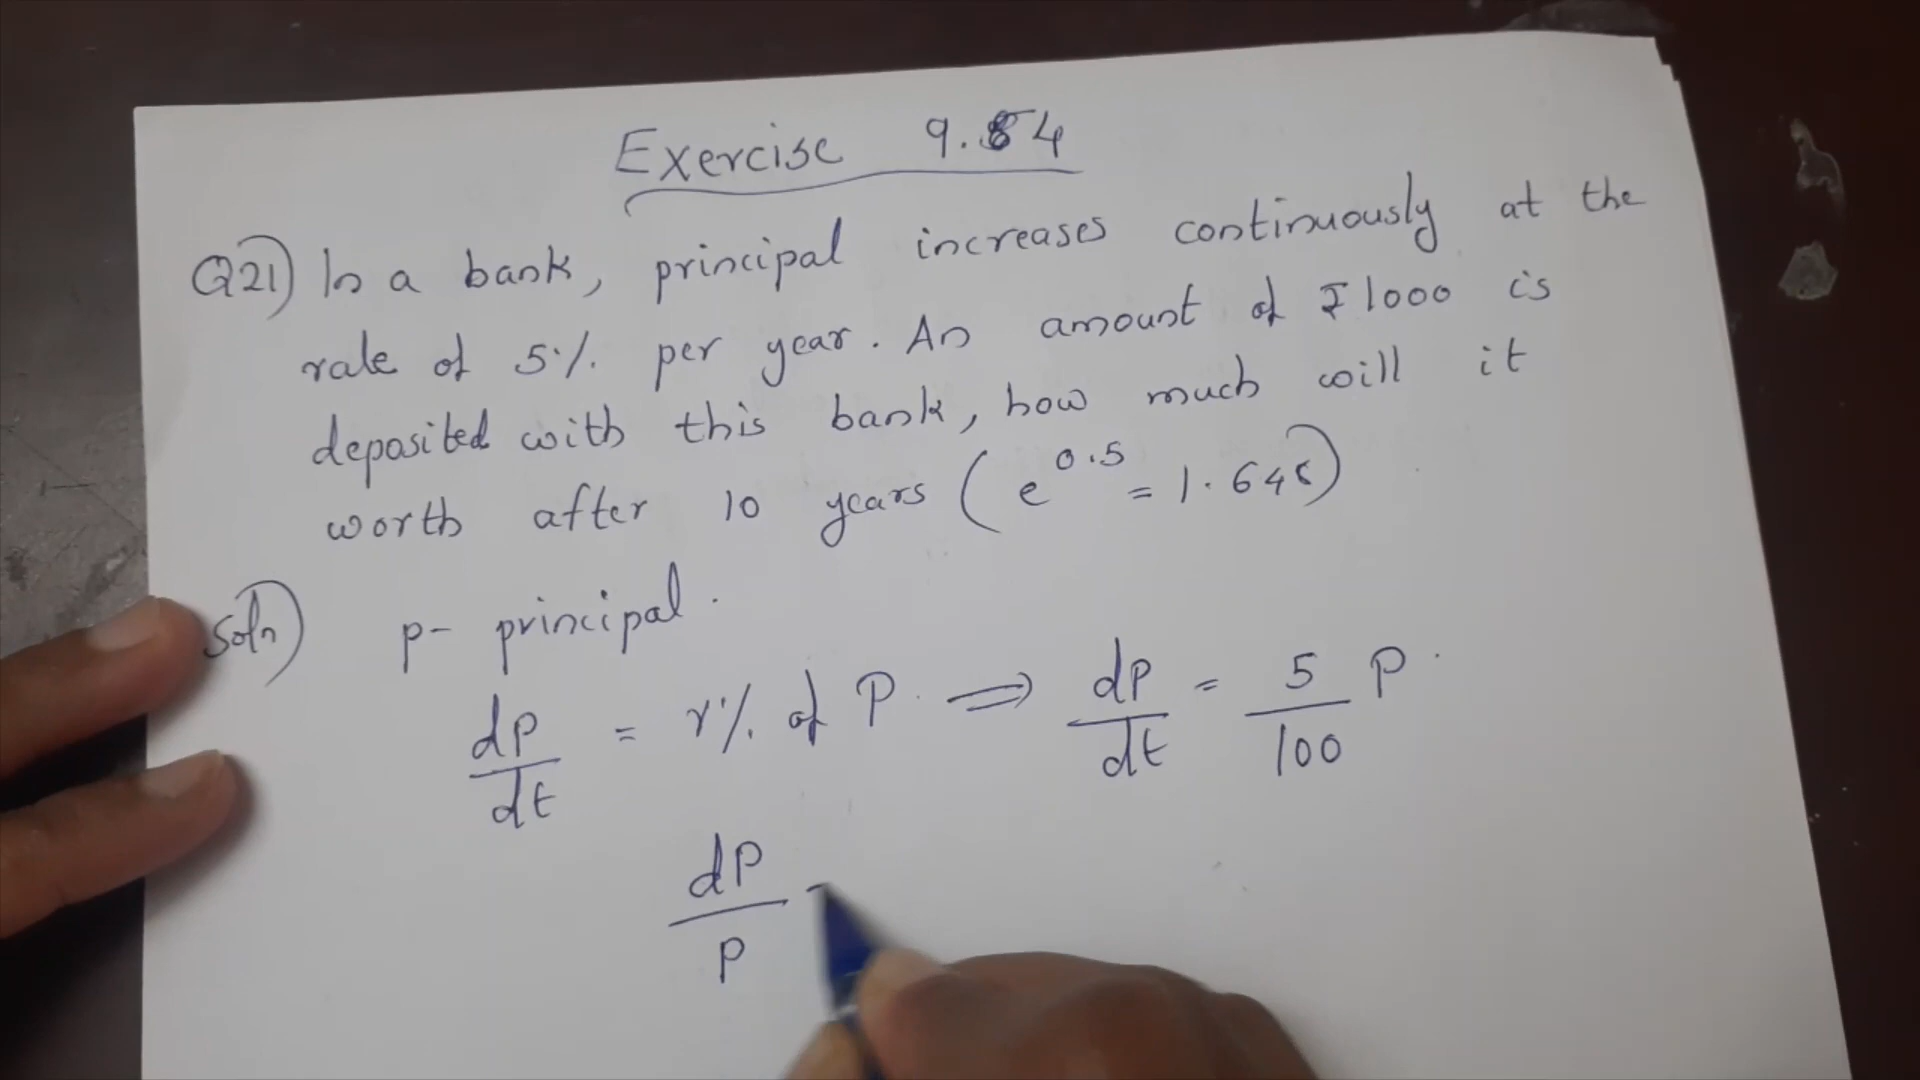 Exercise 9.4
Q21) In a bank, principal increases continuously at the
rate of 5% per year. An amount of ₹1000 is
deposited with this bank, how much will it
worth after 10 years (e^0.5 = 1.648)
Soln) p- principal.
dp/dt = r% of P. ⟹ dp/dt = 5/100 P.
dP/P